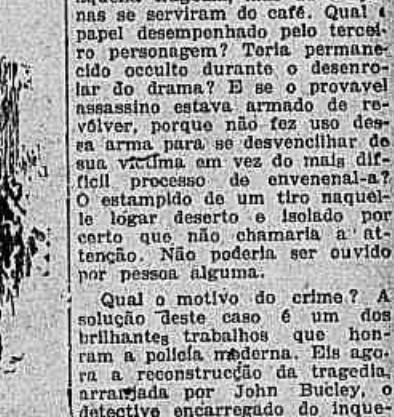 nas se serviram do café. Qual o
papel desempenhado pelo tercei-
ro personagem? Teria permane-
cido occulto durante o desenro-
lar do drama? E se o provavel
assassino estava armado de re-
vólver, porque não fez uso des-
sa arma para se desvencilhar de
sua victima em vez do mais dif-
ficil processo de envenenal-a?
O estampido de um tiro naquel-
le logar deserto e isolado por
certo que não chamaria a at-
tenção. Não poderia ser ouvido
por pessoa alguma.
Qual o motivo do crime? A
solução deste caso é um dos
brilhantes trabalhos que hon-
ram a policia moderna. Eis ago-
ra a reconstrucção da tragedia,
arranjada por John Bucley, o
detective encarregado do inque-